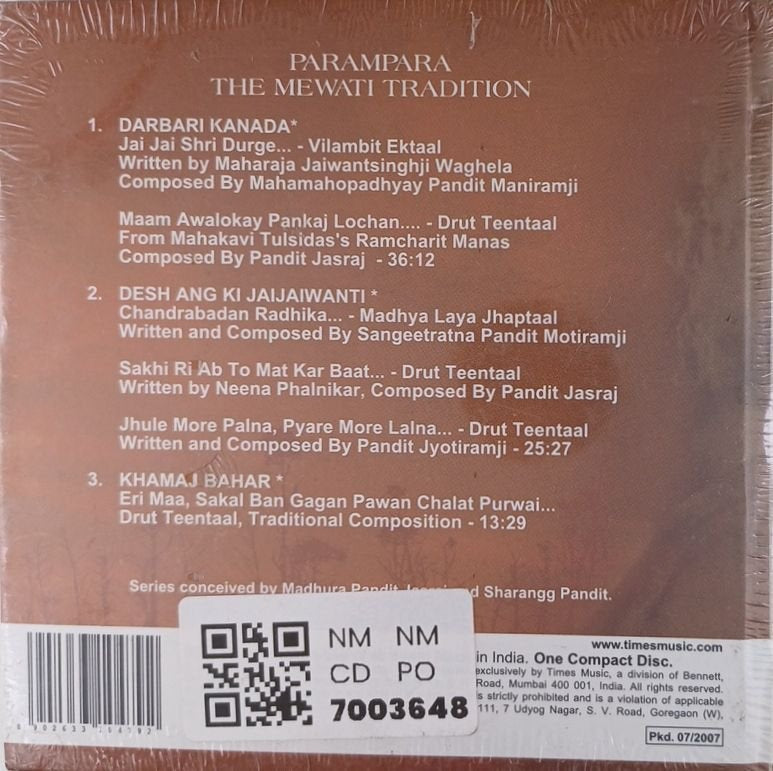 PARAMPARA
THE MEWATI TRADITION
1. DARBARI KANADA*
Jai Jai Shri Durge... - Vilambit Ektaal
Written by Maharaja Jaiwantsinghji Waghela
Composed By Mahamahopadhyay Pandit Maniramji
Maam Awalokay Pankaj Lochan.... - Drut Teentaal
From Mahakavi Tulsidas's Ramcharit Manas
Composed By Pandit Jasraj - 36:12
2. DESH ANG KI JAIJAIWANTI *
Chandrabadan Radhika... - Madhya Laya Jhaptaal
Written and Composed By Sangeetratna Pandit Motiramji
Sakhi Ri Ab To Mat Kar Baat... - Drut Teentaal
Written by Neena Phalnikar, Composed By Pandit Jasraj
Jhule More Palna, Pyare More Lalna... - Drut Teentaal
Written and Composed By Pandit Jyotiramji - 25:27
3. KHAMAJ BAHAR *
Eri Maa, Sakal Ban Gagan Pawan Chalat Purwai...
Drut Teentaal, Traditional Composition - 13:29
Series conceived by Madhura Pandit Sharangg Pandit.
www.timesmusic.com
in India. One Compact Disc.
exclusively by Times Music, a division of Bennett,
Road, Mumbai 400 001, India. All rights reserved.
s strictly prohibited and is a violation of applicable
111, 7 Udyog Nagar, S. V. Road, Goregaon (W),
Pkd. 07/2007
NM NM
CD PO
7003648